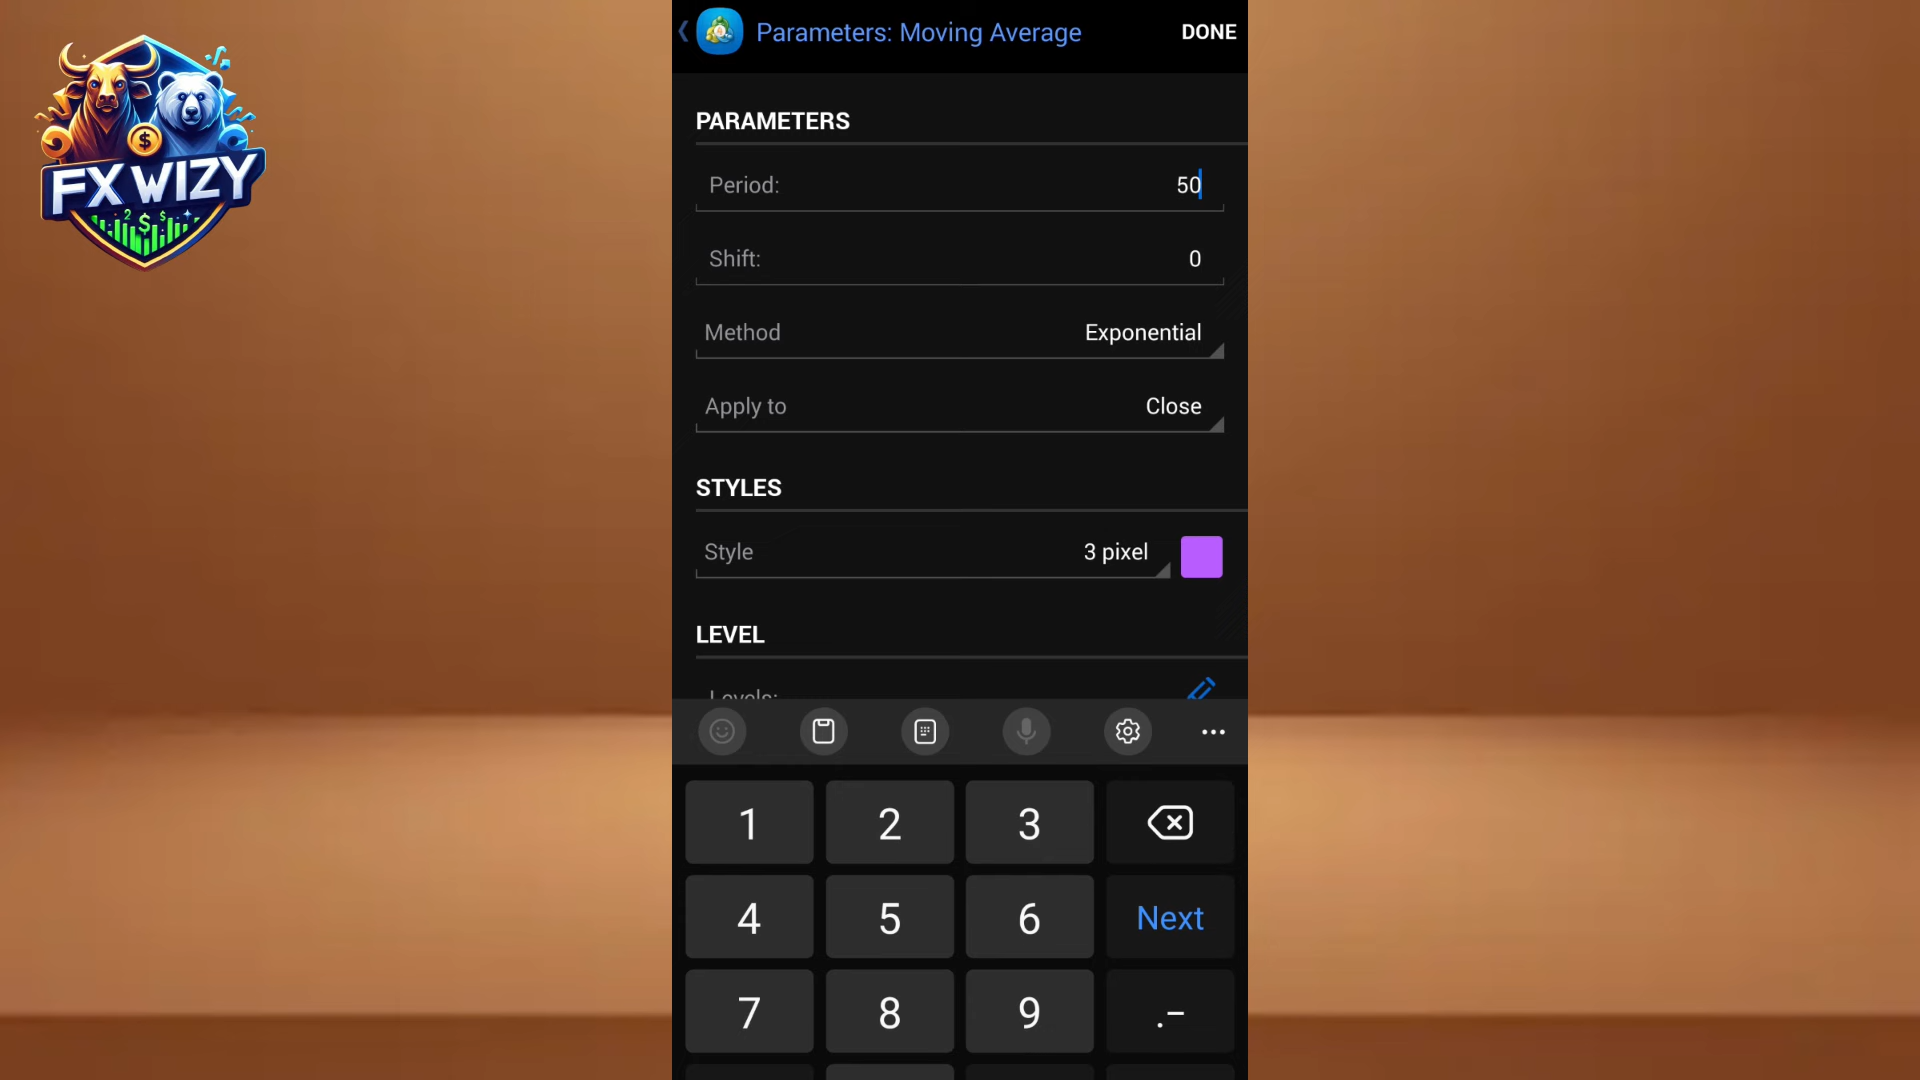 FX WIZY
Parameters: Moving Average
DONE
PARAMETERS
Period: 50
Shift: 0
Method Exponential
Apply to Close
STYLES
Style 3 pixel
LEVEL
Levels:
1 2 3
4 5 6 Next
7 8 9 .-